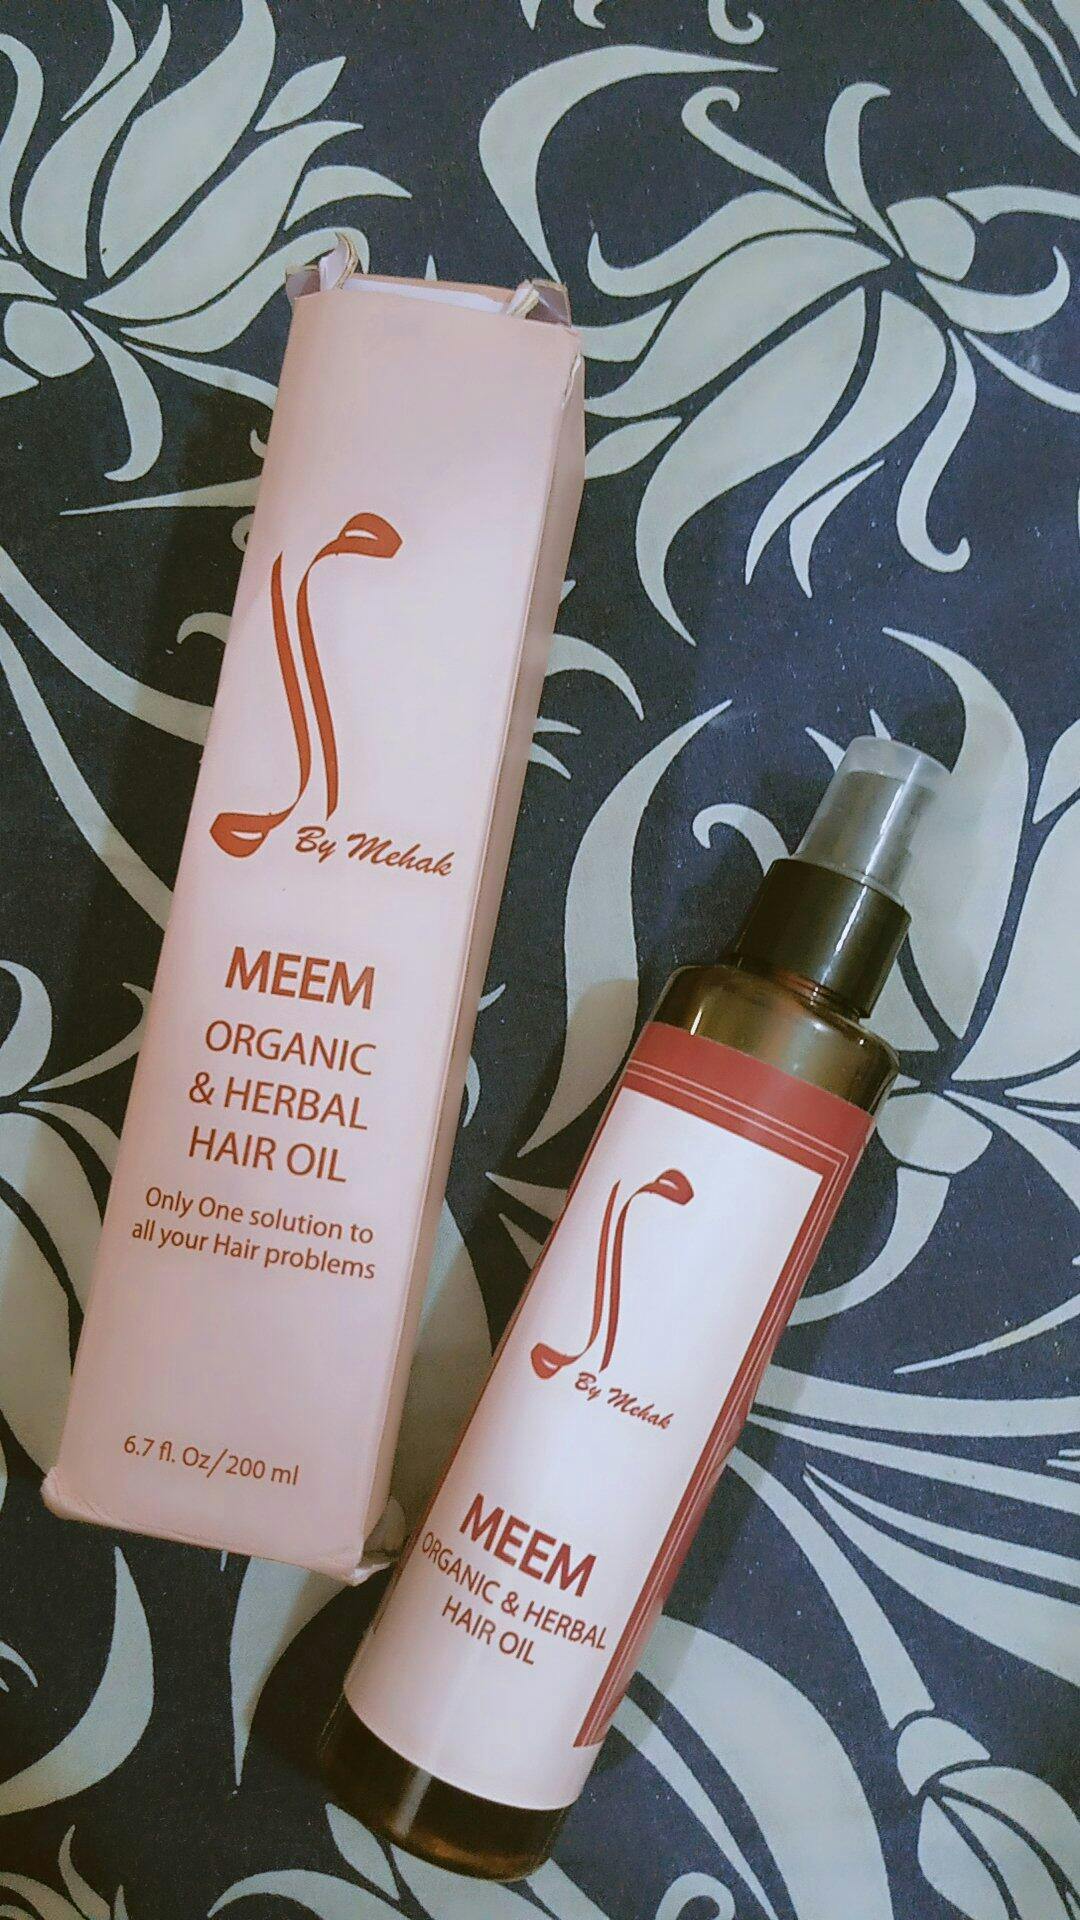 By Mehak
MEEM
ORGANIC
& HERBAL
HAIR OIL
Only One solution to
all your Hair problems
6.7 fl. Oz/200 ml
By Mehak
MEEM
ORGANIC & HERBAL
HAIR OIL